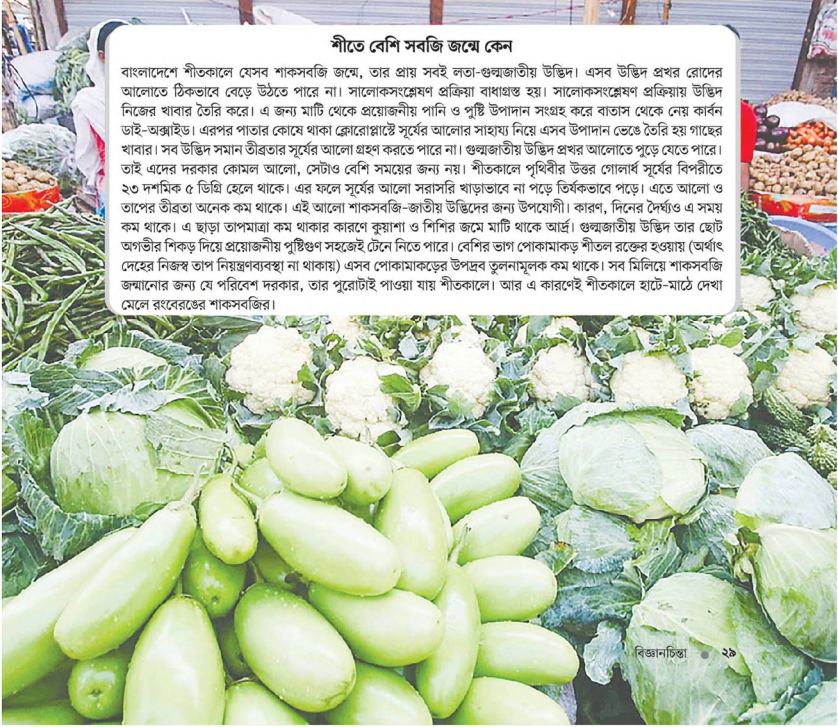 শীতে বেশি সবজি জন্মে কেন
বাংলাদেশে শীতকালে যেসব শাকসবজি জন্মে, তার প্রায় সবই লতা-গুল্মজাতীয় উদ্ভিদ। এসব উদ্ভিদ প্রখর রোদের
আলোতে ঠিকভাবে বেড়ে উঠতে পারে না। সালোকসংশ্লেষণ প্রক্রিয়া বাধাগ্রস্ত হয়। সালোকসংশ্লেষণ প্রক্রিয়ায় উদ্ভিদ
নিজের খাবার তৈরি করে। এ জন্য মাটি থেকে প্রয়োজনীয় পানি ও পুষ্টি উপাদান সংগ্রহ করে বাতাস থেকে নেয় কার্বন
ডাই-অক্সাইড। এরপর পাতার কোষে থাকা ক্লোরোপ্লাস্টে সূর্যের আলোর সাহায্য নিয়ে এসব উপাদান ভেঙে তৈরি হয় গাছের
খাবার। সব উদ্ভিদ সমান তীব্রতার সূর্যের আলো গ্রহণ করতে পারে না। গুল্মজাতীয় উদ্ভিদ প্রখর আলোতে পুড়ে যেতে পারে।
তাই এদের দরকার কোমল আলো, সেটাও বেশি সময়ের জন্য নয়। শীতকালে পৃথিবীর উত্তর গোলার্ধ সূর্যের বিপরীতে
২৩ দশমিক ৫ ডিগ্রি হেলে থাকে। এর ফলে সূর্যের আলো সরাসরি খাড়াভাবে না পড়ে তির্যকভাবে পড়ে। এতে আলো ও
তাপের তীব্রতা অনেক কম থাকে। এই আলো শাকসবজি-জাতীয় উদ্ভিদের জন্য উপযোগী। কারণ, দিনের দৈর্ঘ্যও এ সময়
কম থাকে। এ ছাড়া তাপমাত্রা কম থাকার কারণে কুয়াশা ও শিশির জমে মাটি থাকে আর্দ্র। গুল্মজাতীয় উদ্ভিদ তার ছোট
অগভীর শিকড় দিয়ে প্রয়োজনীয় পুষ্টিগুণ সহজেই টেনে নিতে পারে। বেশির ভাগ পোকামাকড় শীতল রক্তের হওয়ায় (অর্থাৎ
দেহের নিজস্ব তাপ নিয়ন্ত্রণব্যবস্থা না থাকায়) এসব পোকামাকড়ের উপদ্রব তুলনামূলক কম থাকে। সব মিলিয়ে শাকসবজি
জন্মানোর জন্য যে পরিবেশ দরকার, তার পুরোটাই পাওয়া যায় শীতকালে। আর এ কারণেই শীতকালে হাটে-মাঠে দেখা
মেলে রংবেরঙের শাকসবজির।
বিজ্ঞানচিন্তা ● ২৯